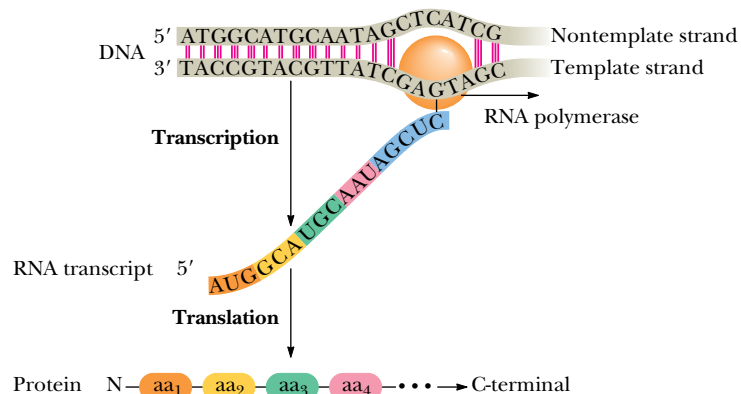 5′ ATGGCATGCAATAGCTCATCG Nontemplate strand
DNA
3′ TACCGTACGTTATCGAGTAGC Template strand
RNA polymerase
Transcription
AUGGCAUGCAAUAGCUC
RNA transcript 5′
Translation
Protein N aa1 aa2 aa3 aa4 C-terminal